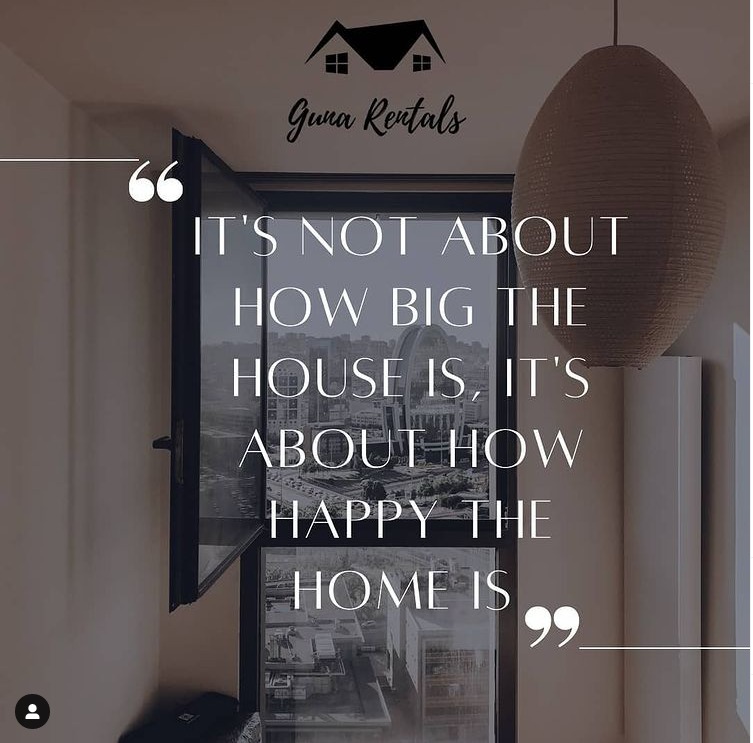 Guna Rentals
“
IT'S NOT ABOUT
HOW BIG THE
HOUSE IS, IT'S
ABOUT HOW
HAPPY THE
HOME IS
”